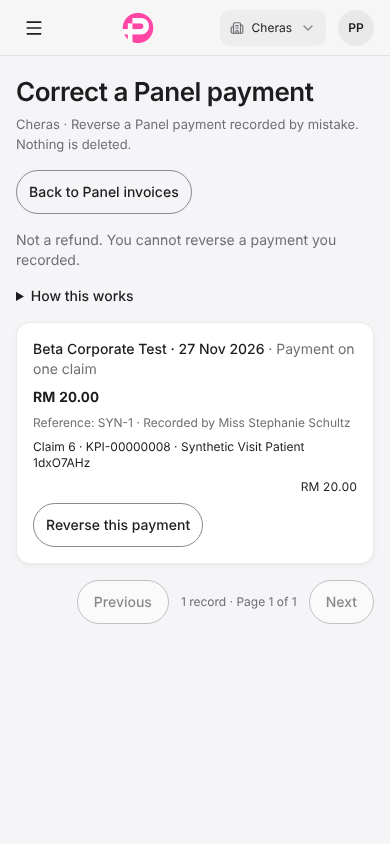 Cheras
PP
Correct a Panel payment
Cheras · Reverse a Panel payment recorded by mistake.
Nothing is deleted.
Back to Panel invoices
Not a refund. You cannot reverse a payment you
recorded.
How this works
Beta Corporate Test · 27 Nov 2026 · Payment on
one claim
RM 20.00
Reference: SYN-1 · Recorded by Miss Stephanie Schultz
Claim 6 · KPI-00000008 · Synthetic Visit Patient
1dxO7AHz
RM 20.00
Reverse this payment
Previous
1 record · Page 1 of 1
Next